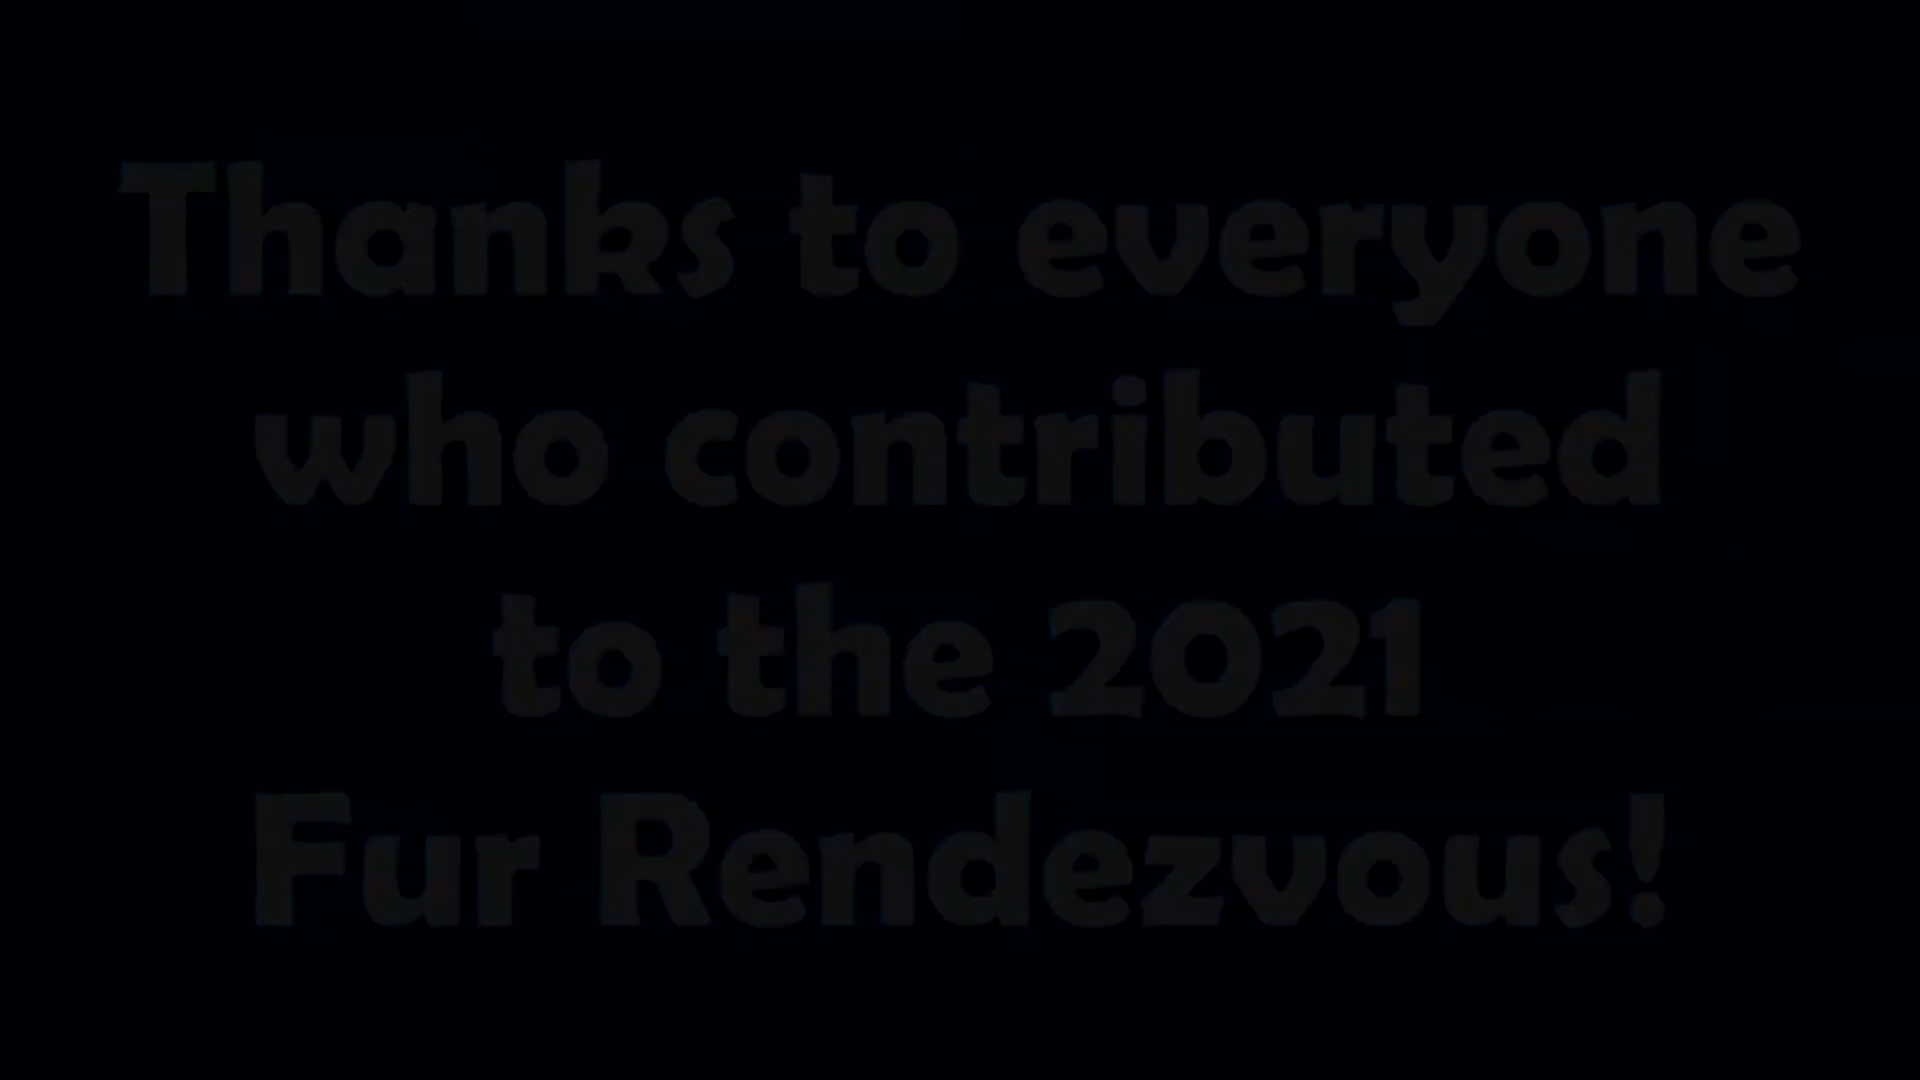 Thanks to everyone
who contributed
to the 2021
Fur Rendezvous!